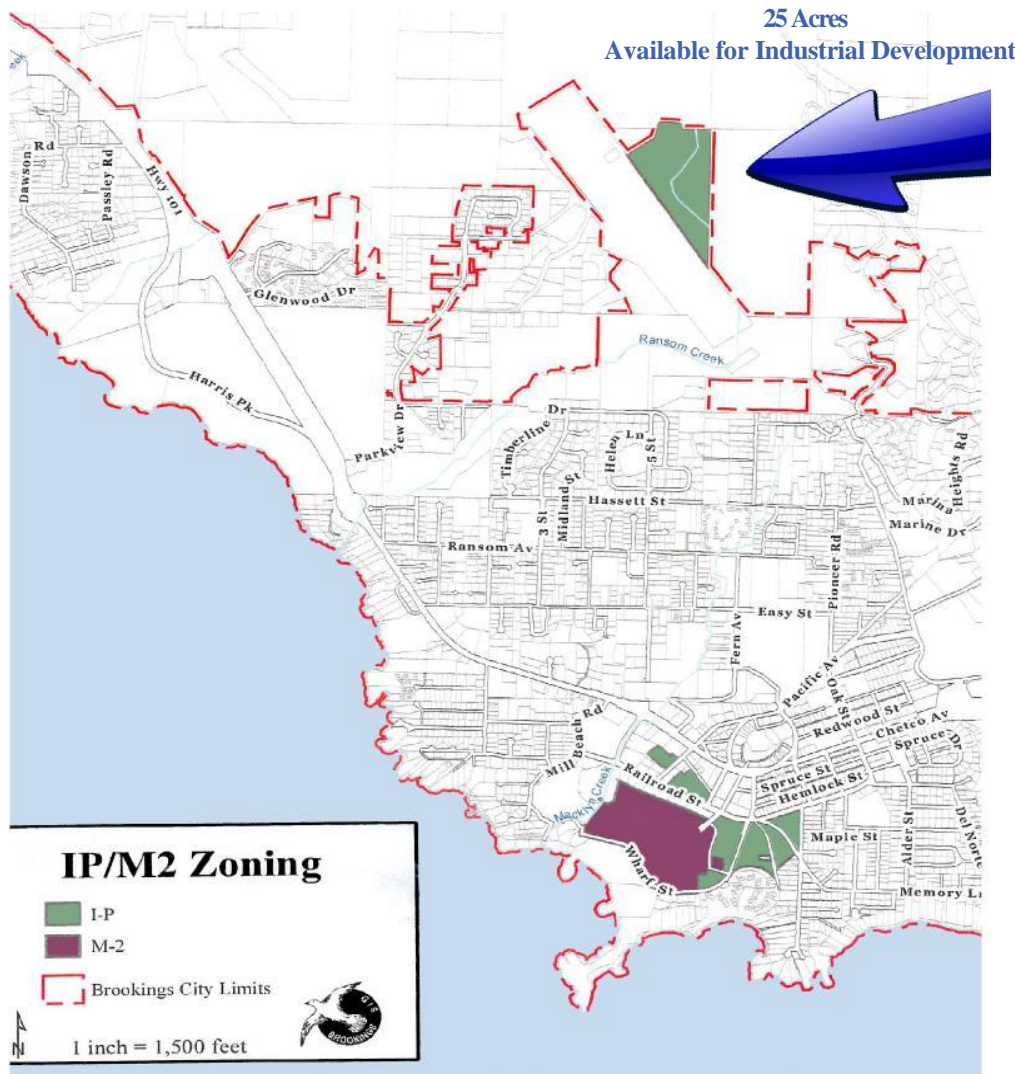 25 Acres
Available for Industrial Development
Dawson Rd
Passley Rd
Hwy 101
Glenwood Dr
Harris Pk
Parkview Dr
Ransom Creek
Timberline Dr
Helen Ln
5 St
Midland St
3 St
Hassett St
Ransom Av
Marina Heights Rd
Marine Dr
Pioneer Rd
Easy St
Fern Av
Pacific Av
Oak St
Redwood St
Chetco Av
Spruce Dr
Mill Beach Rd
Railroad St
Spruce St
Hemlock St
Macklyn Creek
Wharf St
Maple St
Alder St
Del Norte
Memory L
IP/M2 Zoning
I-P
M-2
Brookings City Limits
GIS
BROOKINGS
N
1 inch = 1,500 feet